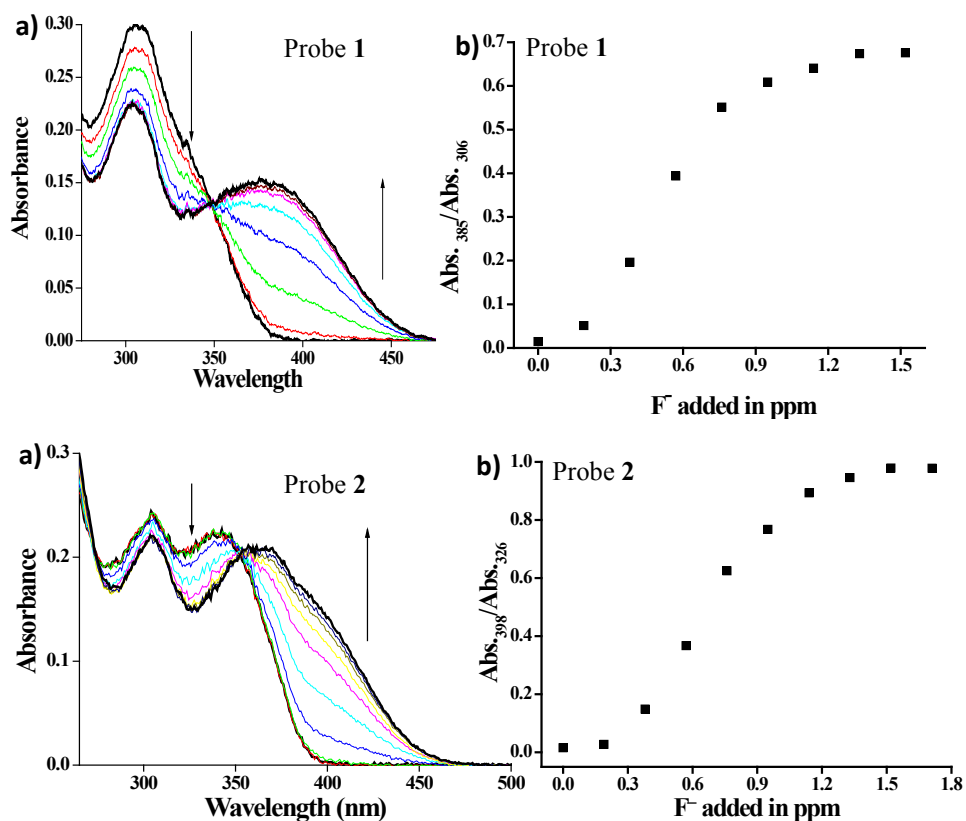 a)
Probe 1
Absorbance
0.30
0.25
0.20
0.15
0.10
0.05
0.00
300
350
400
450
Wavelength
b)
Probe 1
Abs. 385/Abs. 306
0.7
0.6
0.5
0.4
0.3
0.2
0.1
0.0
0.0
0.3
0.6
0.9
1.2
1.5
F⁻ added in ppm
a)
Probe 2
Absorbance
0.3
0.2
0.1
0.0
300
350
400
450
500
Wavelength (nm)
b)
Probe 2
Abs.398/Abs.326
1.0
0.8
0.6
0.4
0.2
0.0
0.0
0.3
0.6
0.9
1.2
1.5
1.8
F⁻ added in ppm